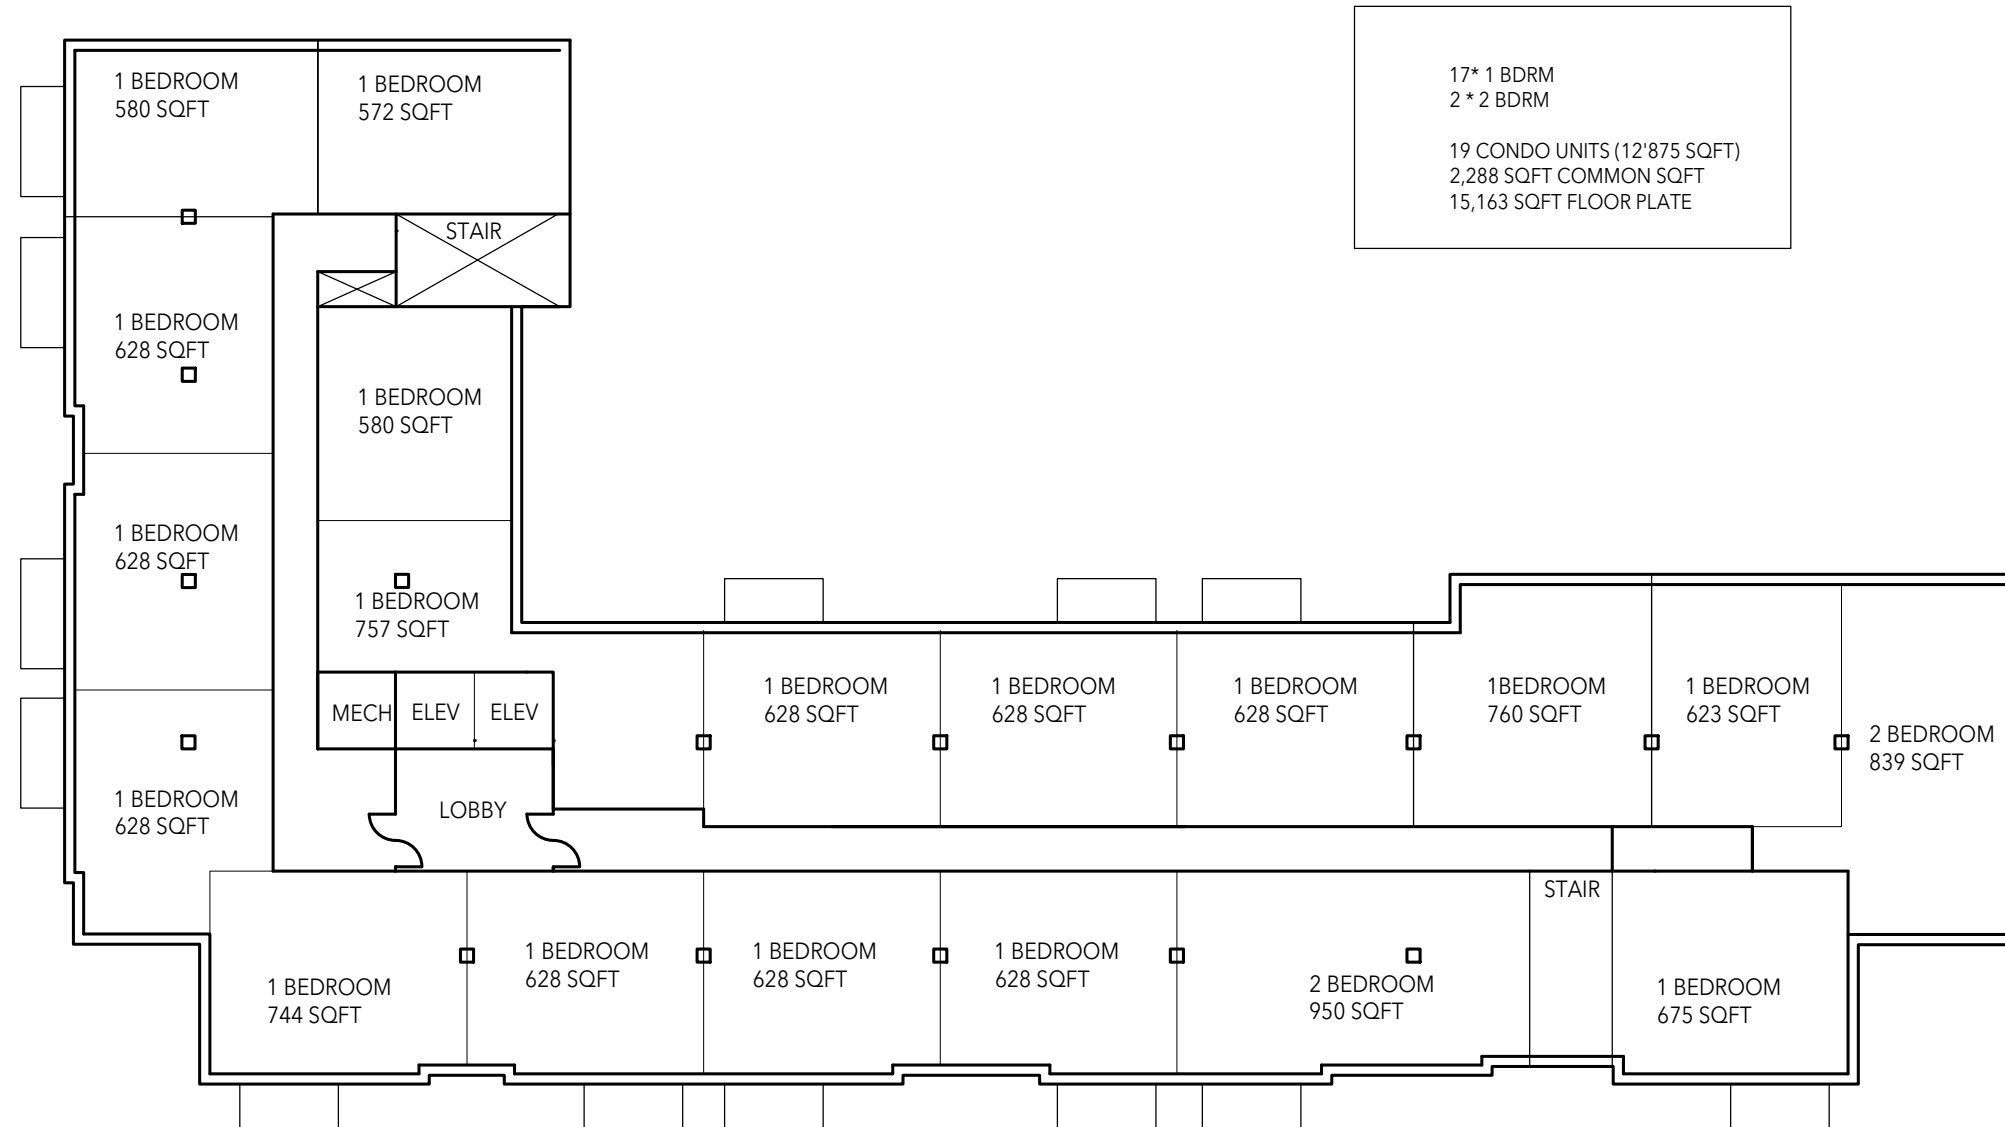 17* 1 BDRM
2 * 2 BDRM
19 CONDO UNITS (12'875 SQFT)
2,288 SQFT COMMON SQFT
15,163 SQFT FLOOR PLATE
1 BEDROOM
580 SQFT
1 BEDROOM
572 SQFT
STAIR
1 BEDROOM
628 SQFT
1 BEDROOM
580 SQFT
1 BEDROOM
628 SQFT
1 BEDROOM
757 SQFT
MECH
ELEV
ELEV
1 BEDROOM
628 SQFT
1 BEDROOM
628 SQFT
1 BEDROOM
628 SQFT
1BEDROOM
760 SQFT
1 BEDROOM
623 SQFT
2 BEDROOM
839 SQFT
1 BEDROOM
628 SQFT
LOBBY
STAIR
1 BEDROOM
744 SQFT
1 BEDROOM
628 SQFT
1 BEDROOM
628 SQFT
1 BEDROOM
628 SQFT
2 BEDROOM
950 SQFT
1 BEDROOM
675 SQFT